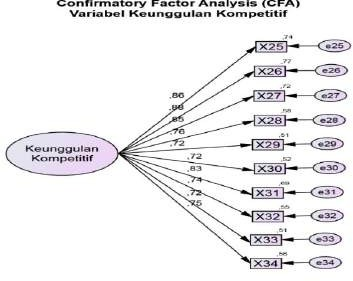 Confirmatory Factor Analysis (CFA)
Variabel Keunggulan Kompetitif
,74
X25
e25
,77
X26
e26
,72
X27
e27
,58
X28
e28
,51
X29
e29
,52
X30
e30
,69
X31
e31
,55
X32
e32
,51
X33
e33
,56
X34
e34
,86
,88
,85
,76
,72
,72
,83
,74
,72
,75
Keunggulan
Kompetitif